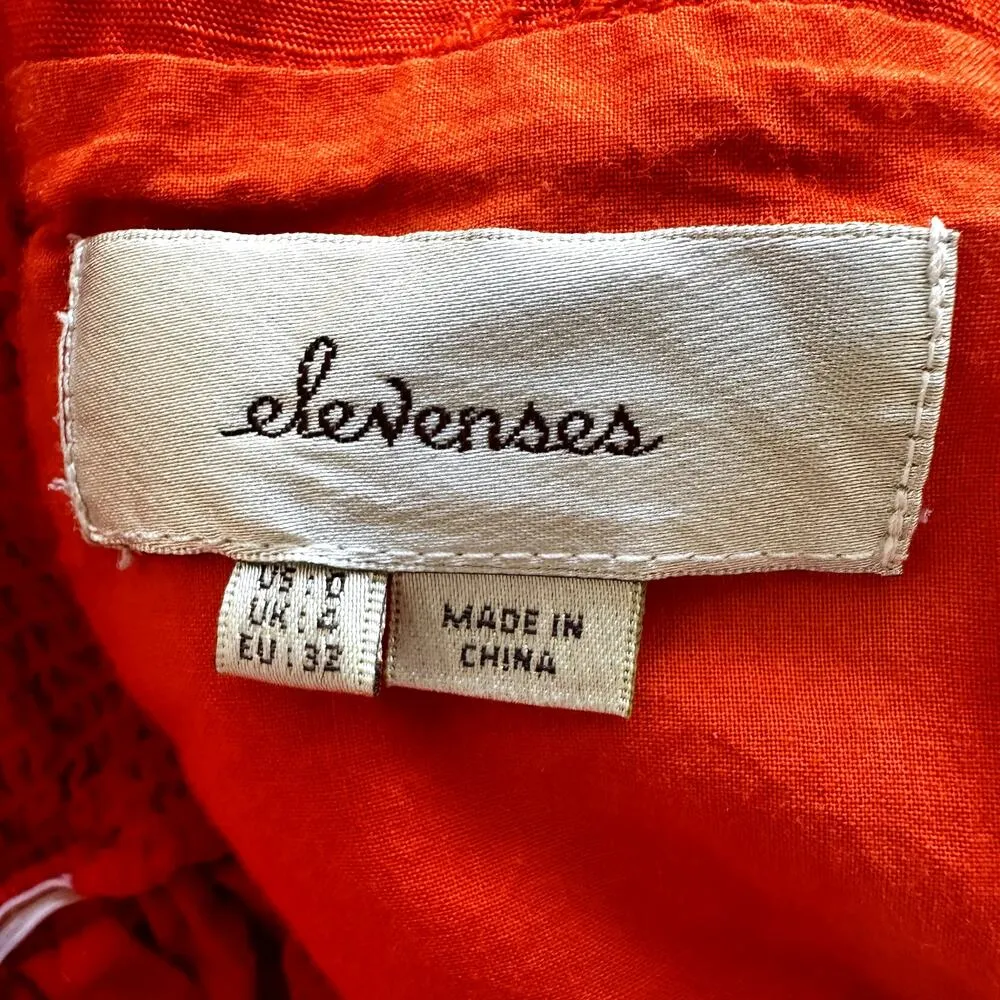 elevenses
US : 0
UK : 4
EU : 32
MADE IN
CHINA